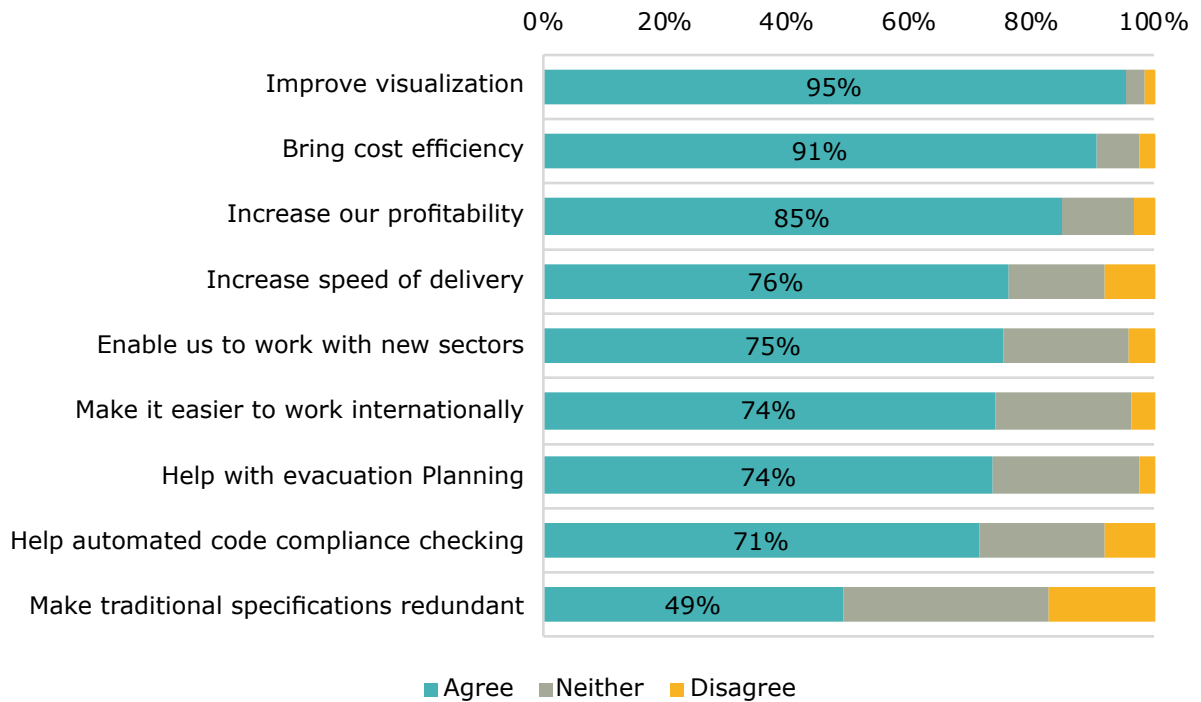 0% 20% 40% 60% 80% 100%
Improve visualization 95%
Bring cost efficiency 91%
Increase our profitability 85%
Increase speed of delivery 76%
Enable us to work with new sectors 75%
Make it easier to work internationally 74%
Help with evacuation Planning 74%
Help automated code compliance checking 71%
Make traditional specifications redundant 49%
Agree Neither Disagree